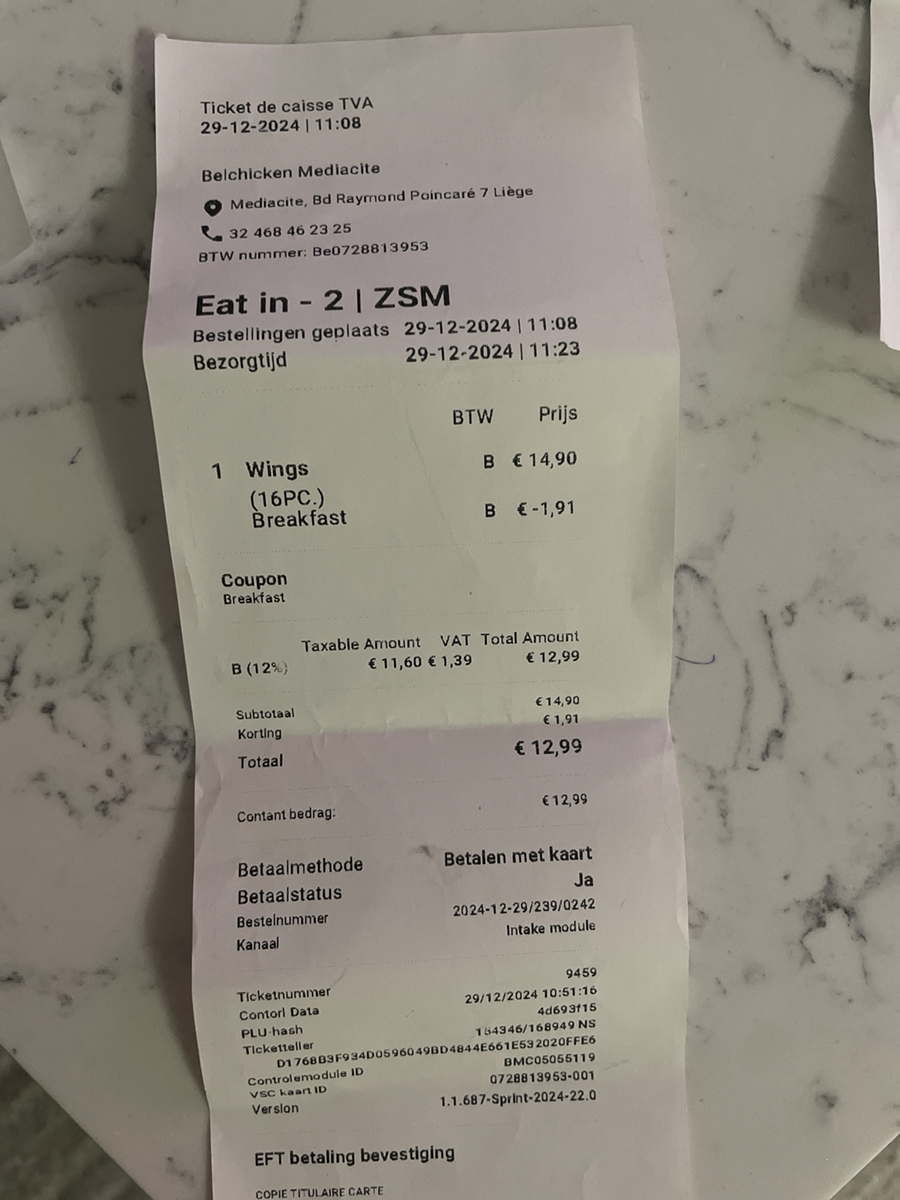 Ticket de caisse TVA
29-12-2024 | 11:08
Belchicken Mediacite
Mediacite, Bd Raymond Poincaré 7 Liège
32 468 46 23 25
BTW nummer: Be0728813953
Eat in - 2 | ZSM
Bestellingen geplaats 29-12-2024 | 11:08
Bezorgtijd 29-12-2024 | 11:23
BTW Prijs
1 Wings B € 14,90
(16PC.)
Breakfast B € -1,91
Coupon
Breakfast
Taxable Amount VAT Total Amount
B (12%) € 11,60 € 1,39 € 12,99
Subtotaal € 14,90
Korting € 1,91
Totaal € 12,99
Contant bedrag: € 12,99
Betaalmethode Betalen met kaart
Betaalstatus Ja
Bestelnummer 2024-12-29/239/0242
Kanaal Intake module
Ticketnummer 9459
Contorl Data 29/12/2024 10:51:16
PLU-hash 4d693f15
Ticketteller 154346/168949 NS
D1768B3F934D0596049BD4844E661E532020FFE6
Controlemodule ID BMC05055119
VSC kaart ID 0728813953-001
Version 1.1.687-Sprint-2024-22.0
EFT betaling bevestiging
COPIE TITULAIRE CARTE